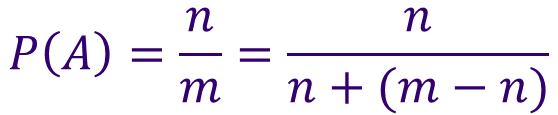 P(A) = n/m = n/(n + (m − n))